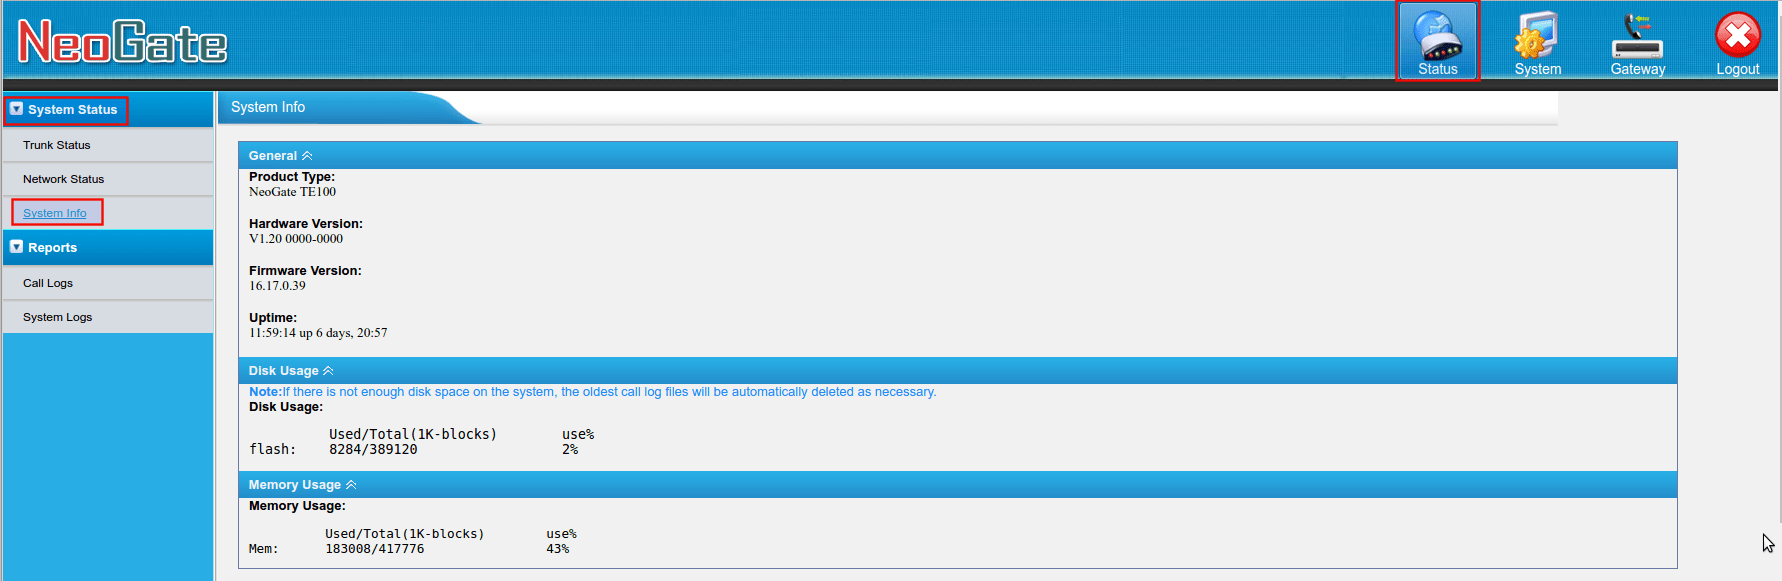 NeoGate
Status
System
Gateway
Logout
System Status
Trunk Status
Network Status
System Info
Reports
Call Logs
System Logs
System Info
General
Product Type:
NeoGate TE100
Hardware Version:
V1.20 0000-0000
Firmware Version:
16.17.0.39
Uptime:
11:59:14 up 6 days, 20:57
Disk Usage
Note:If there is not enough disk space on the system, the oldest call log files will be automatically deleted as necessary.
Disk Usage:
Used/Total(1K-blocks) use%
flash: 8284/389120 2%
Memory Usage
Memory Usage:
Used/Total(1K-blocks) use%
Mem: 183008/417776 43%